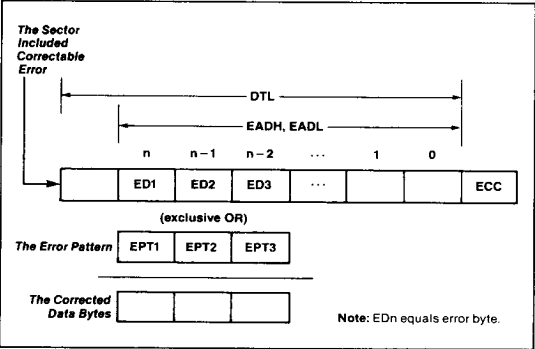 The Sector
Included
Correctable
Error
DTL
EADH, EADL
n n−1 n−2 ··· 1 0
ED1 ED2 ED3 ··· ECC
(exclusive OR)
The Error Pattern EPT1 EPT2 EPT3
The Corrected
Data Bytes
Note: EDn equals error byte.